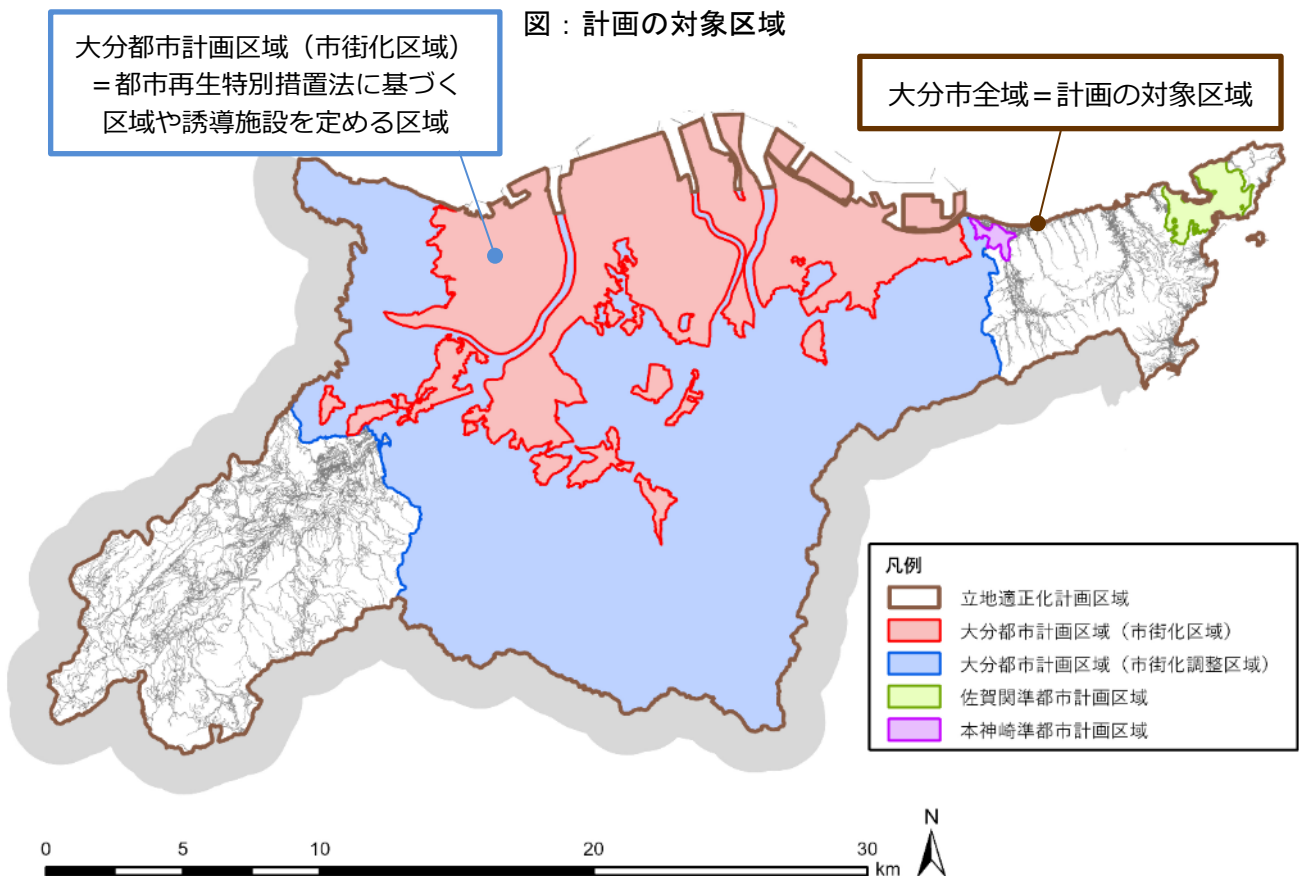 図：計画の対象区域
大分都市計画区域（市街化区域）
＝都市再生特別措置法に基づく
区域や誘導施設を定める区域
大分市全域＝計画の対象区域
凡例
立地適正化計画区域
大分都市計画区域（市街化区域）
大分都市計画区域（市街化調整区域）
佐賀関準都市計画区域
本神崎準都市計画区域
N
0 5 10 20 30
km